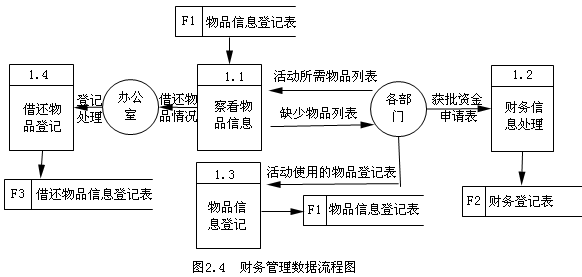 F1 物品信息登记表
1.4
借还物
品登记
登记
处理
办公
室
借还物
品情况
1.1
察看物
品信息
活动所需物品列表
缺少物品列表
各部
门
获批资金
申请表
1.2
财务信
息处理
F3 借还物品信息登记表
1.3
物品信
息登记
活动使用的物品登记表
F1 物品信息登记表
F2 财务登记表
图2.4 财务管理数据流程图